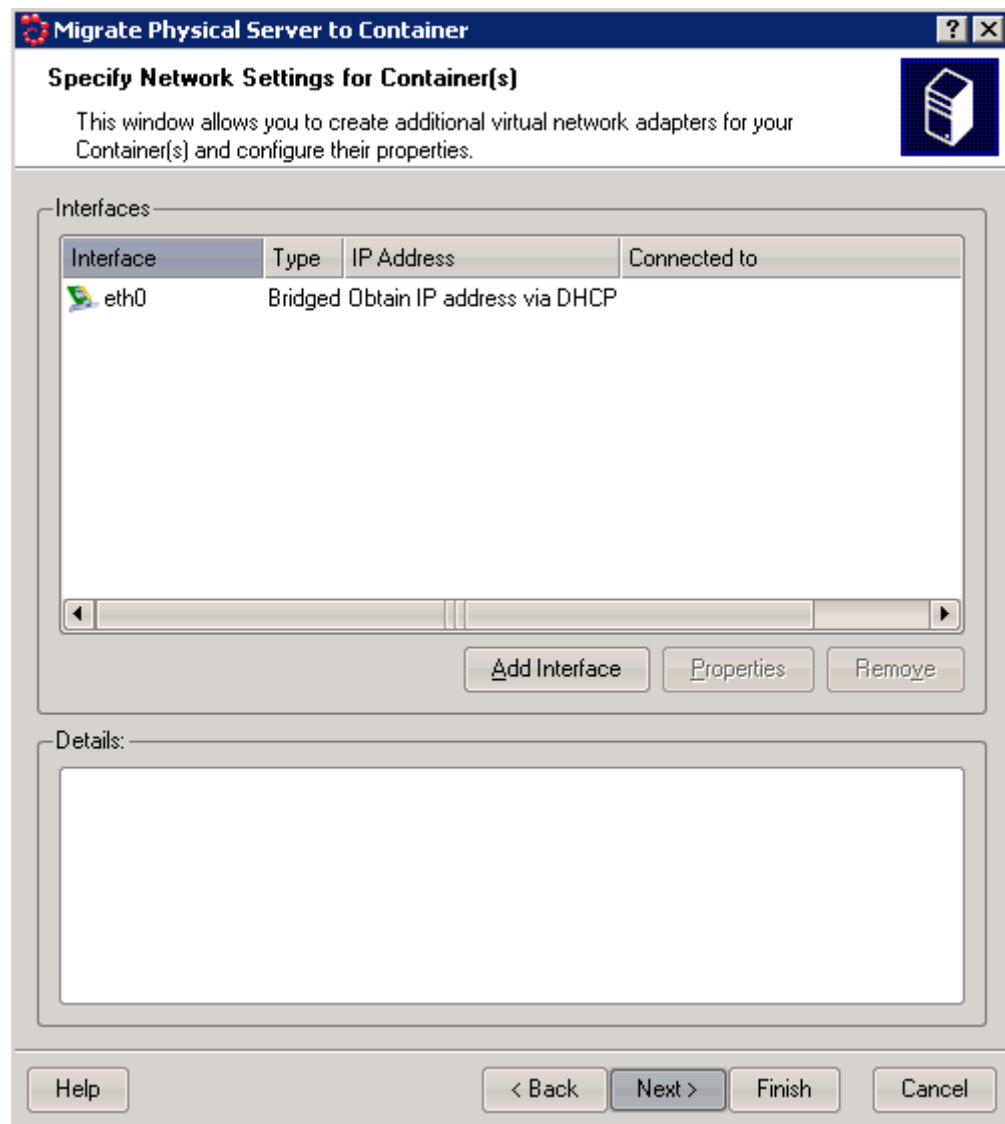 Migrate Physical Server to Container
Specify Network Settings for Container(s)
This window allows you to create additional virtual network adapters for your
Container(s) and configure their properties.
Interfaces
Interface Type IP Address Connected to
eth0 Bridged Obtain IP address via DHCP
Add Interface Properties Remove
Details:
Help < Back Next > Finish Cancel